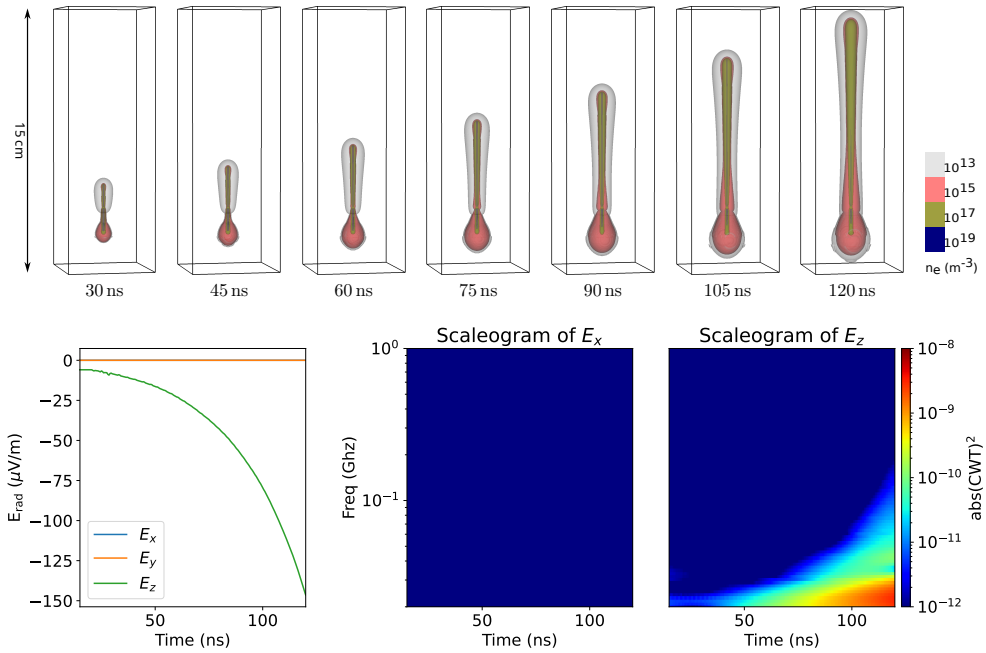 15 cm
30 ns
45 ns
60 ns
75 ns
90 ns
105 ns
120 ns
10^13
10^15
10^17
10^19
n_e (m^-3)
E_rad (μV/m)
0
−25
−50
−75
−100
−125
−150
E_x
E_y
E_z
50
100
Time (ns)
Scaleogram of E_x
Freq (Ghz)
10^0
10^−1
50
100
Time (ns)
Scaleogram of E_z
50
100
Time (ns)
10^−8
10^−9
10^−10
10^−11
10^−12
abs(CWT)^2